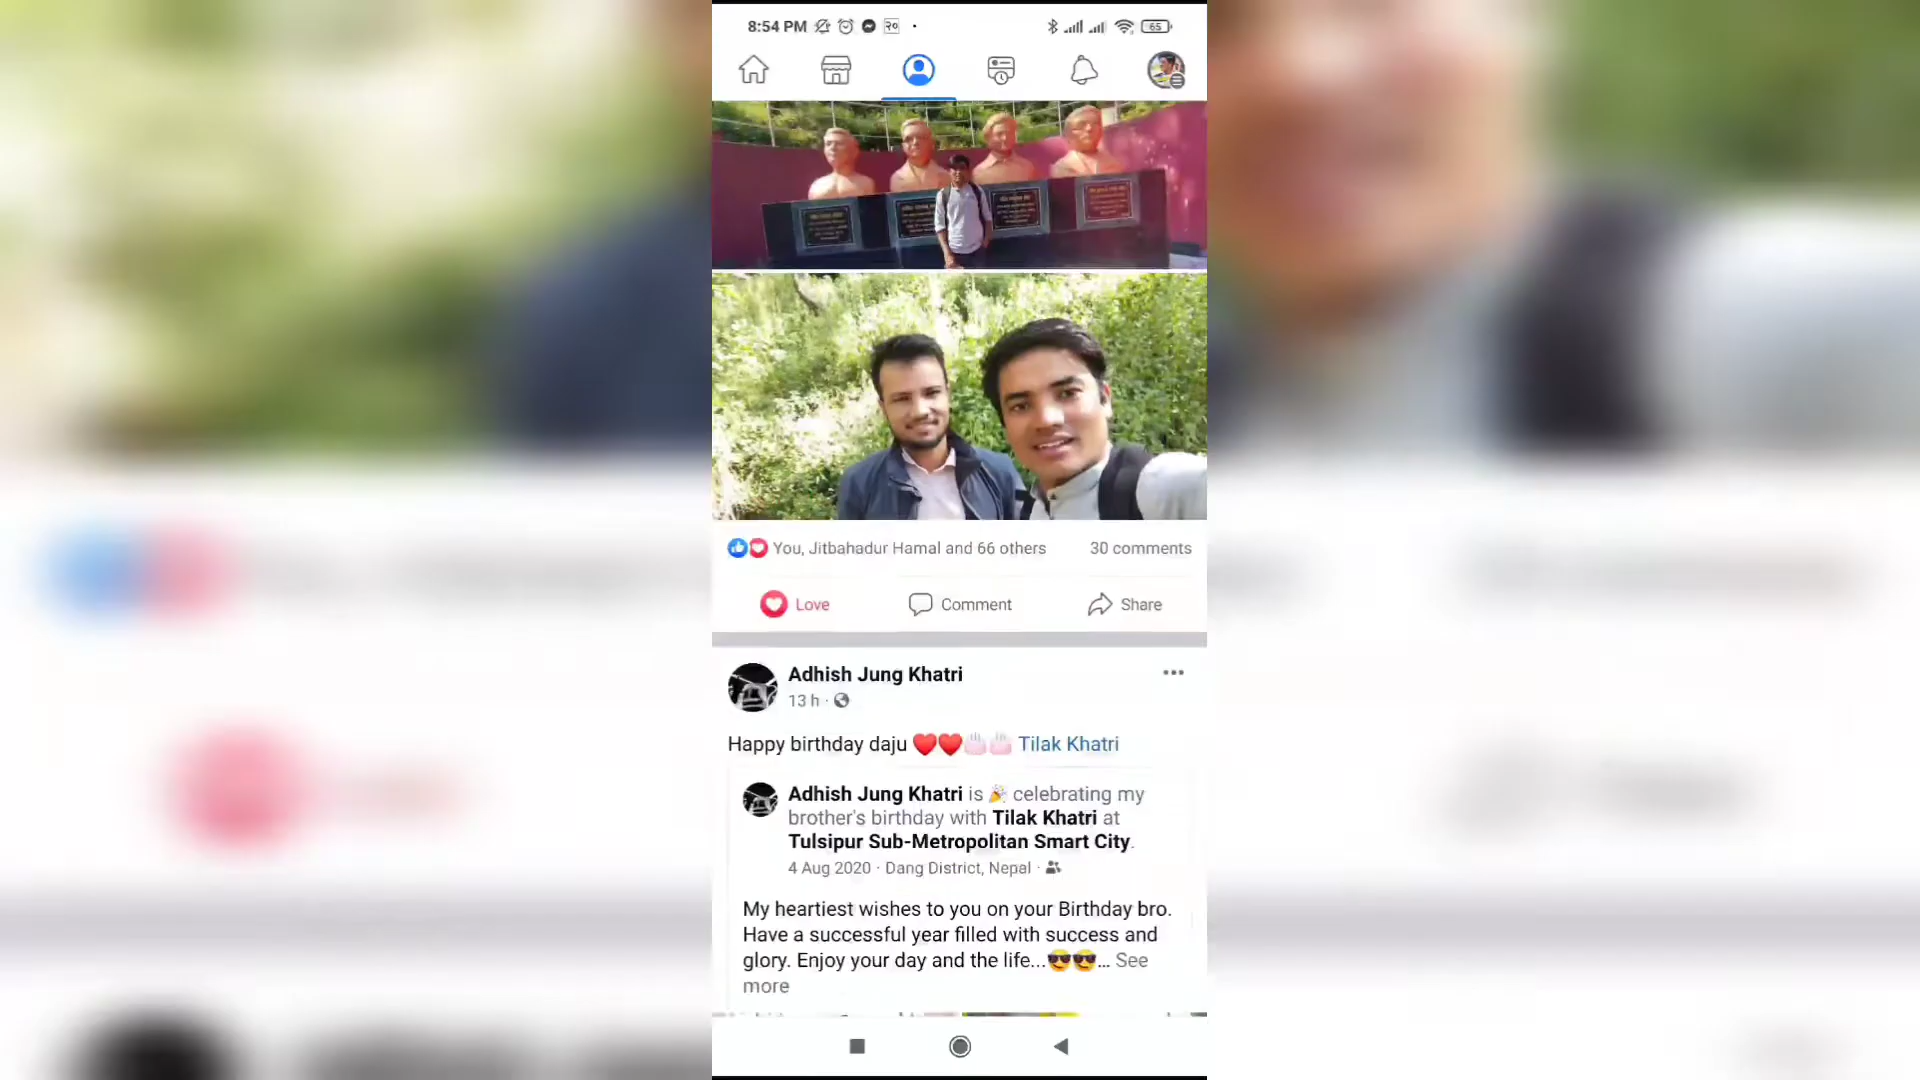 8:54 PM
65
You, Jitbahadur Hamal and 66 others
30 comments
Love
Comment
Share
Adhish Jung Khatri
13 h ·
Happy birthday daju ❤️❤️🎂🎂 Tilak Khatri
Adhish Jung Khatri is 🎉 celebrating my
brother's birthday with Tilak Khatri at
Tulsipur Sub-Metropolitan Smart City.
4 Aug 2020 · Dang District, Nepal ·
My heartiest wishes to you on your Birthday bro.
Have a successful year filled with success and
glory. Enjoy your day and the life...😎😎... See
more